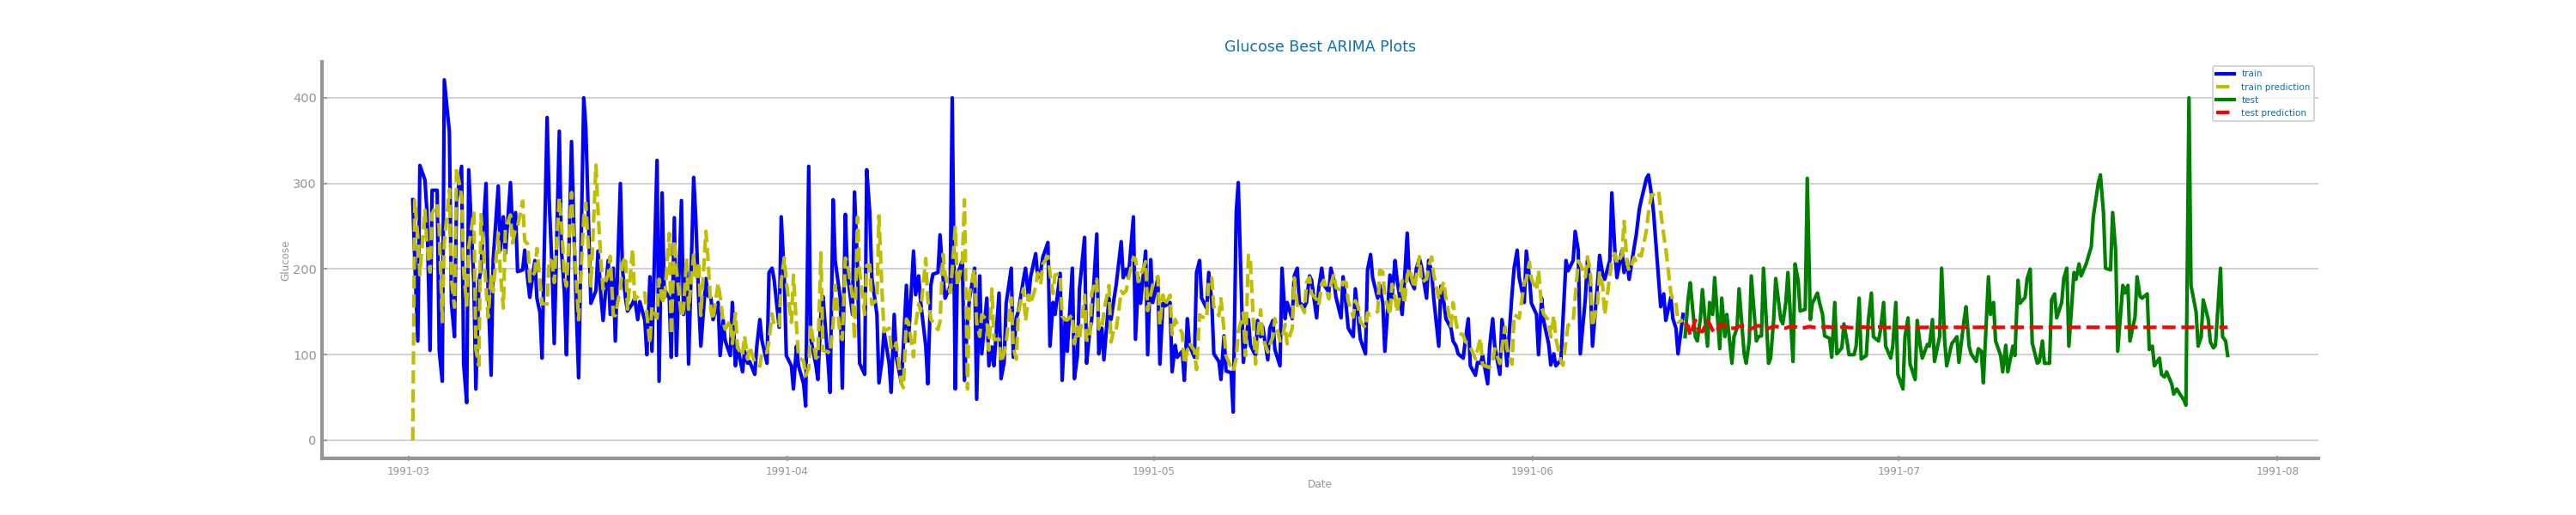 Glucose Best ARIMA Plots
train
train prediction
test
test prediction
400
300
200
100
0
Glucose
1991-03 1991-04 1991-05 1991-06 1991-07 1991-08
Date